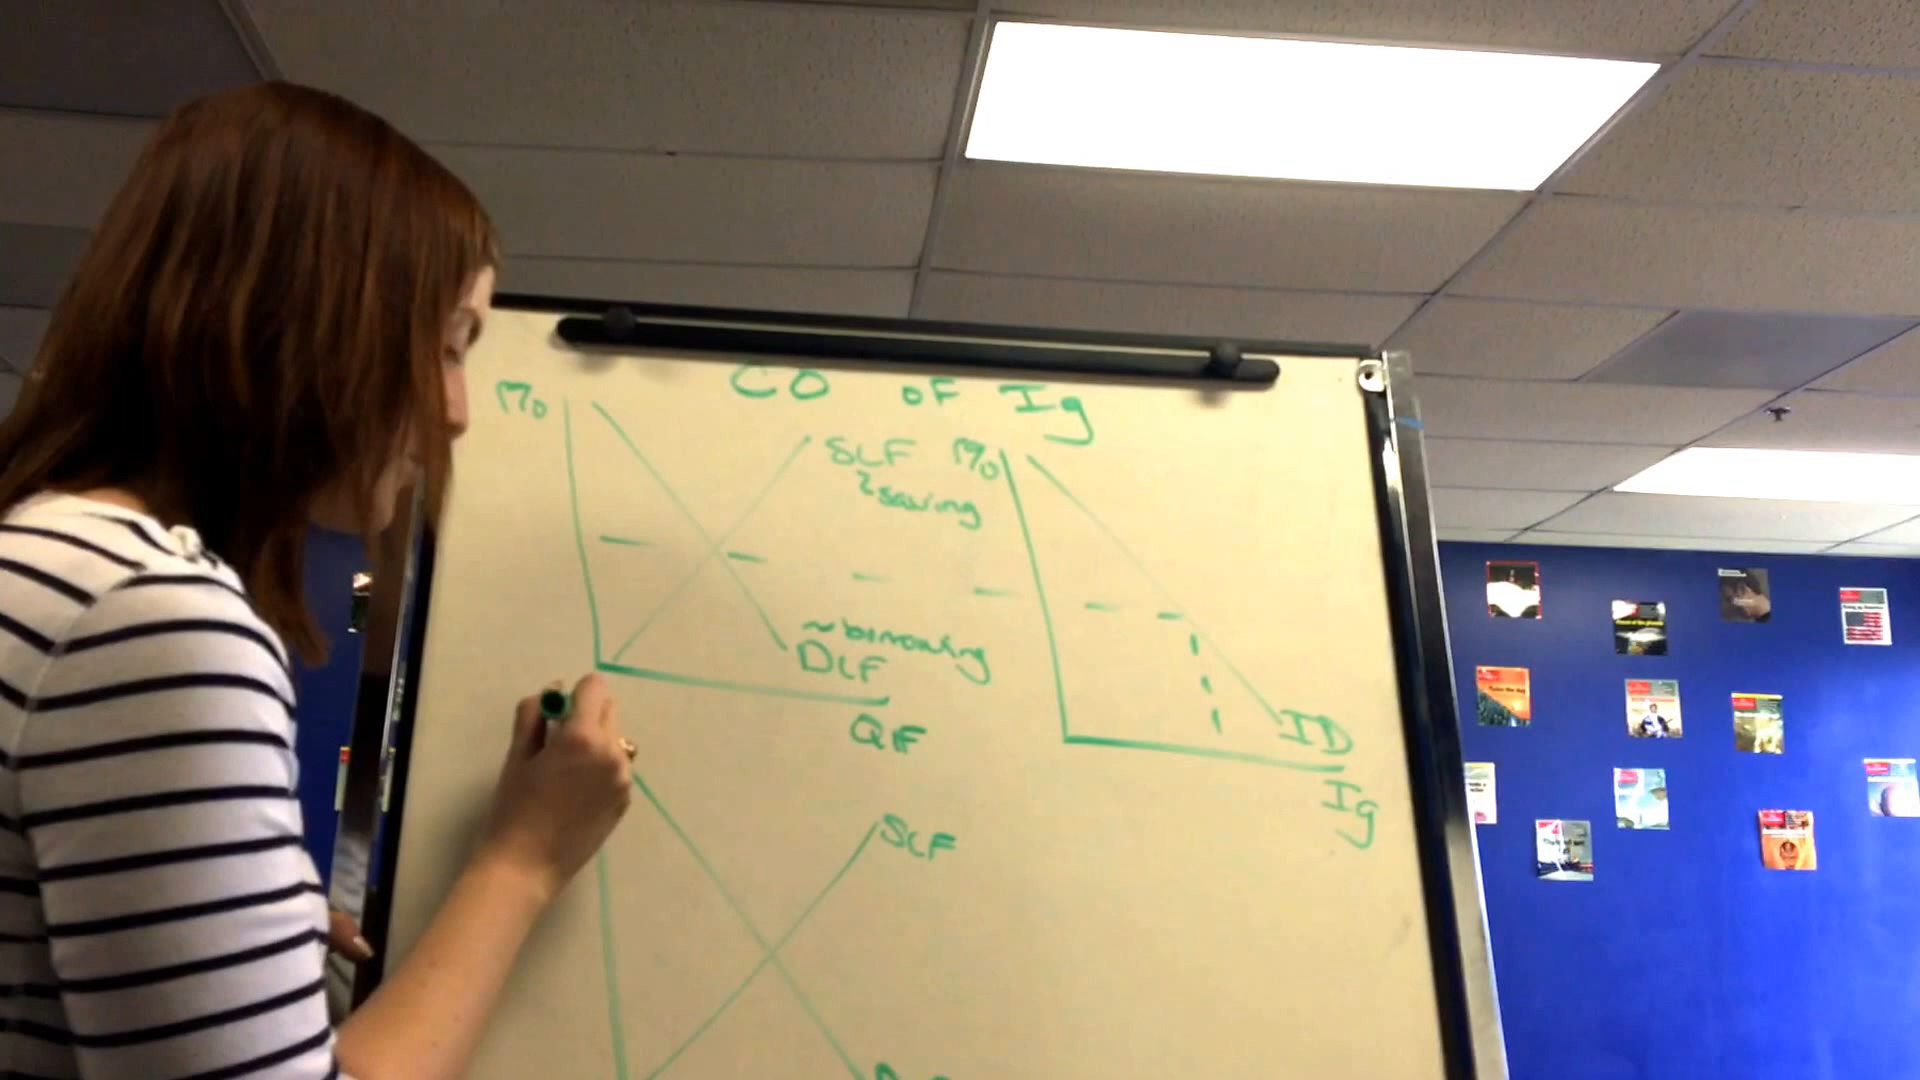 CO OF Ig
r%
SLF
~saving
r%
~borrowing
DLF
QLF
ID
Ig
SLF